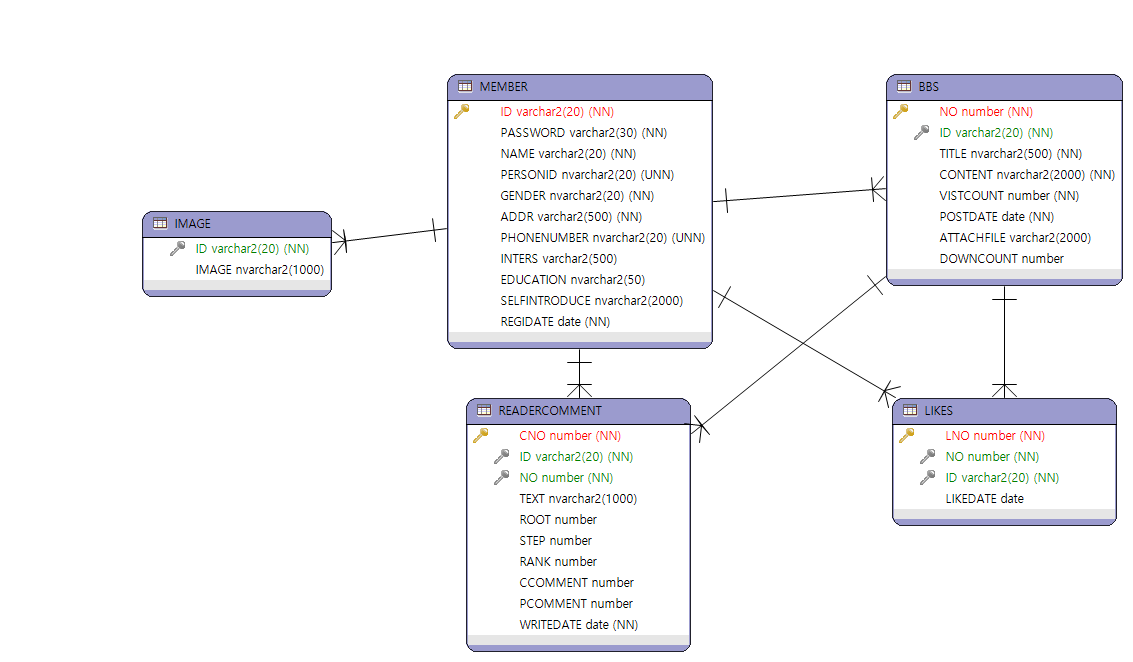 MEMBER
ID varchar2(20) (NN)
PASSWORD varchar2(30) (NN)
NAME varchar2(20) (NN)
PERSONID nvarchar2(20) (UNN)
GENDER nvarchar2(20) (NN)
ADDR varchar2(500) (NN)
PHONENUMBER nvarchar2(20) (UNN)
INTERS varchar2(500)
EDUCATION nvarchar2(50)
SELFINTRODUCE nvarchar2(2000)
REGIDATE date (NN)
BBS
NO number (NN)
ID varchar2(20) (NN)
TITLE nvarchar2(500) (NN)
CONTENT nvarchar2(2000) (NN)
VISTCOUNT number (NN)
POSTDATE date (NN)
ATTACHFILE varchar2(2000)
DOWNCOUNT number
IMAGE
ID varchar2(20) (NN)
IMAGE nvarchar2(1000)
READERCOMMENT
CNO number (NN)
ID varchar2(20) (NN)
NO number (NN)
TEXT nvarchar2(1000)
ROOT number
STEP number
RANK number
CCOMMENT number
PCOMMENT number
WRITEDATE date (NN)
LIKES
LNO number (NN)
NO number (NN)
ID varchar2(20) (NN)
LIKEDATE date